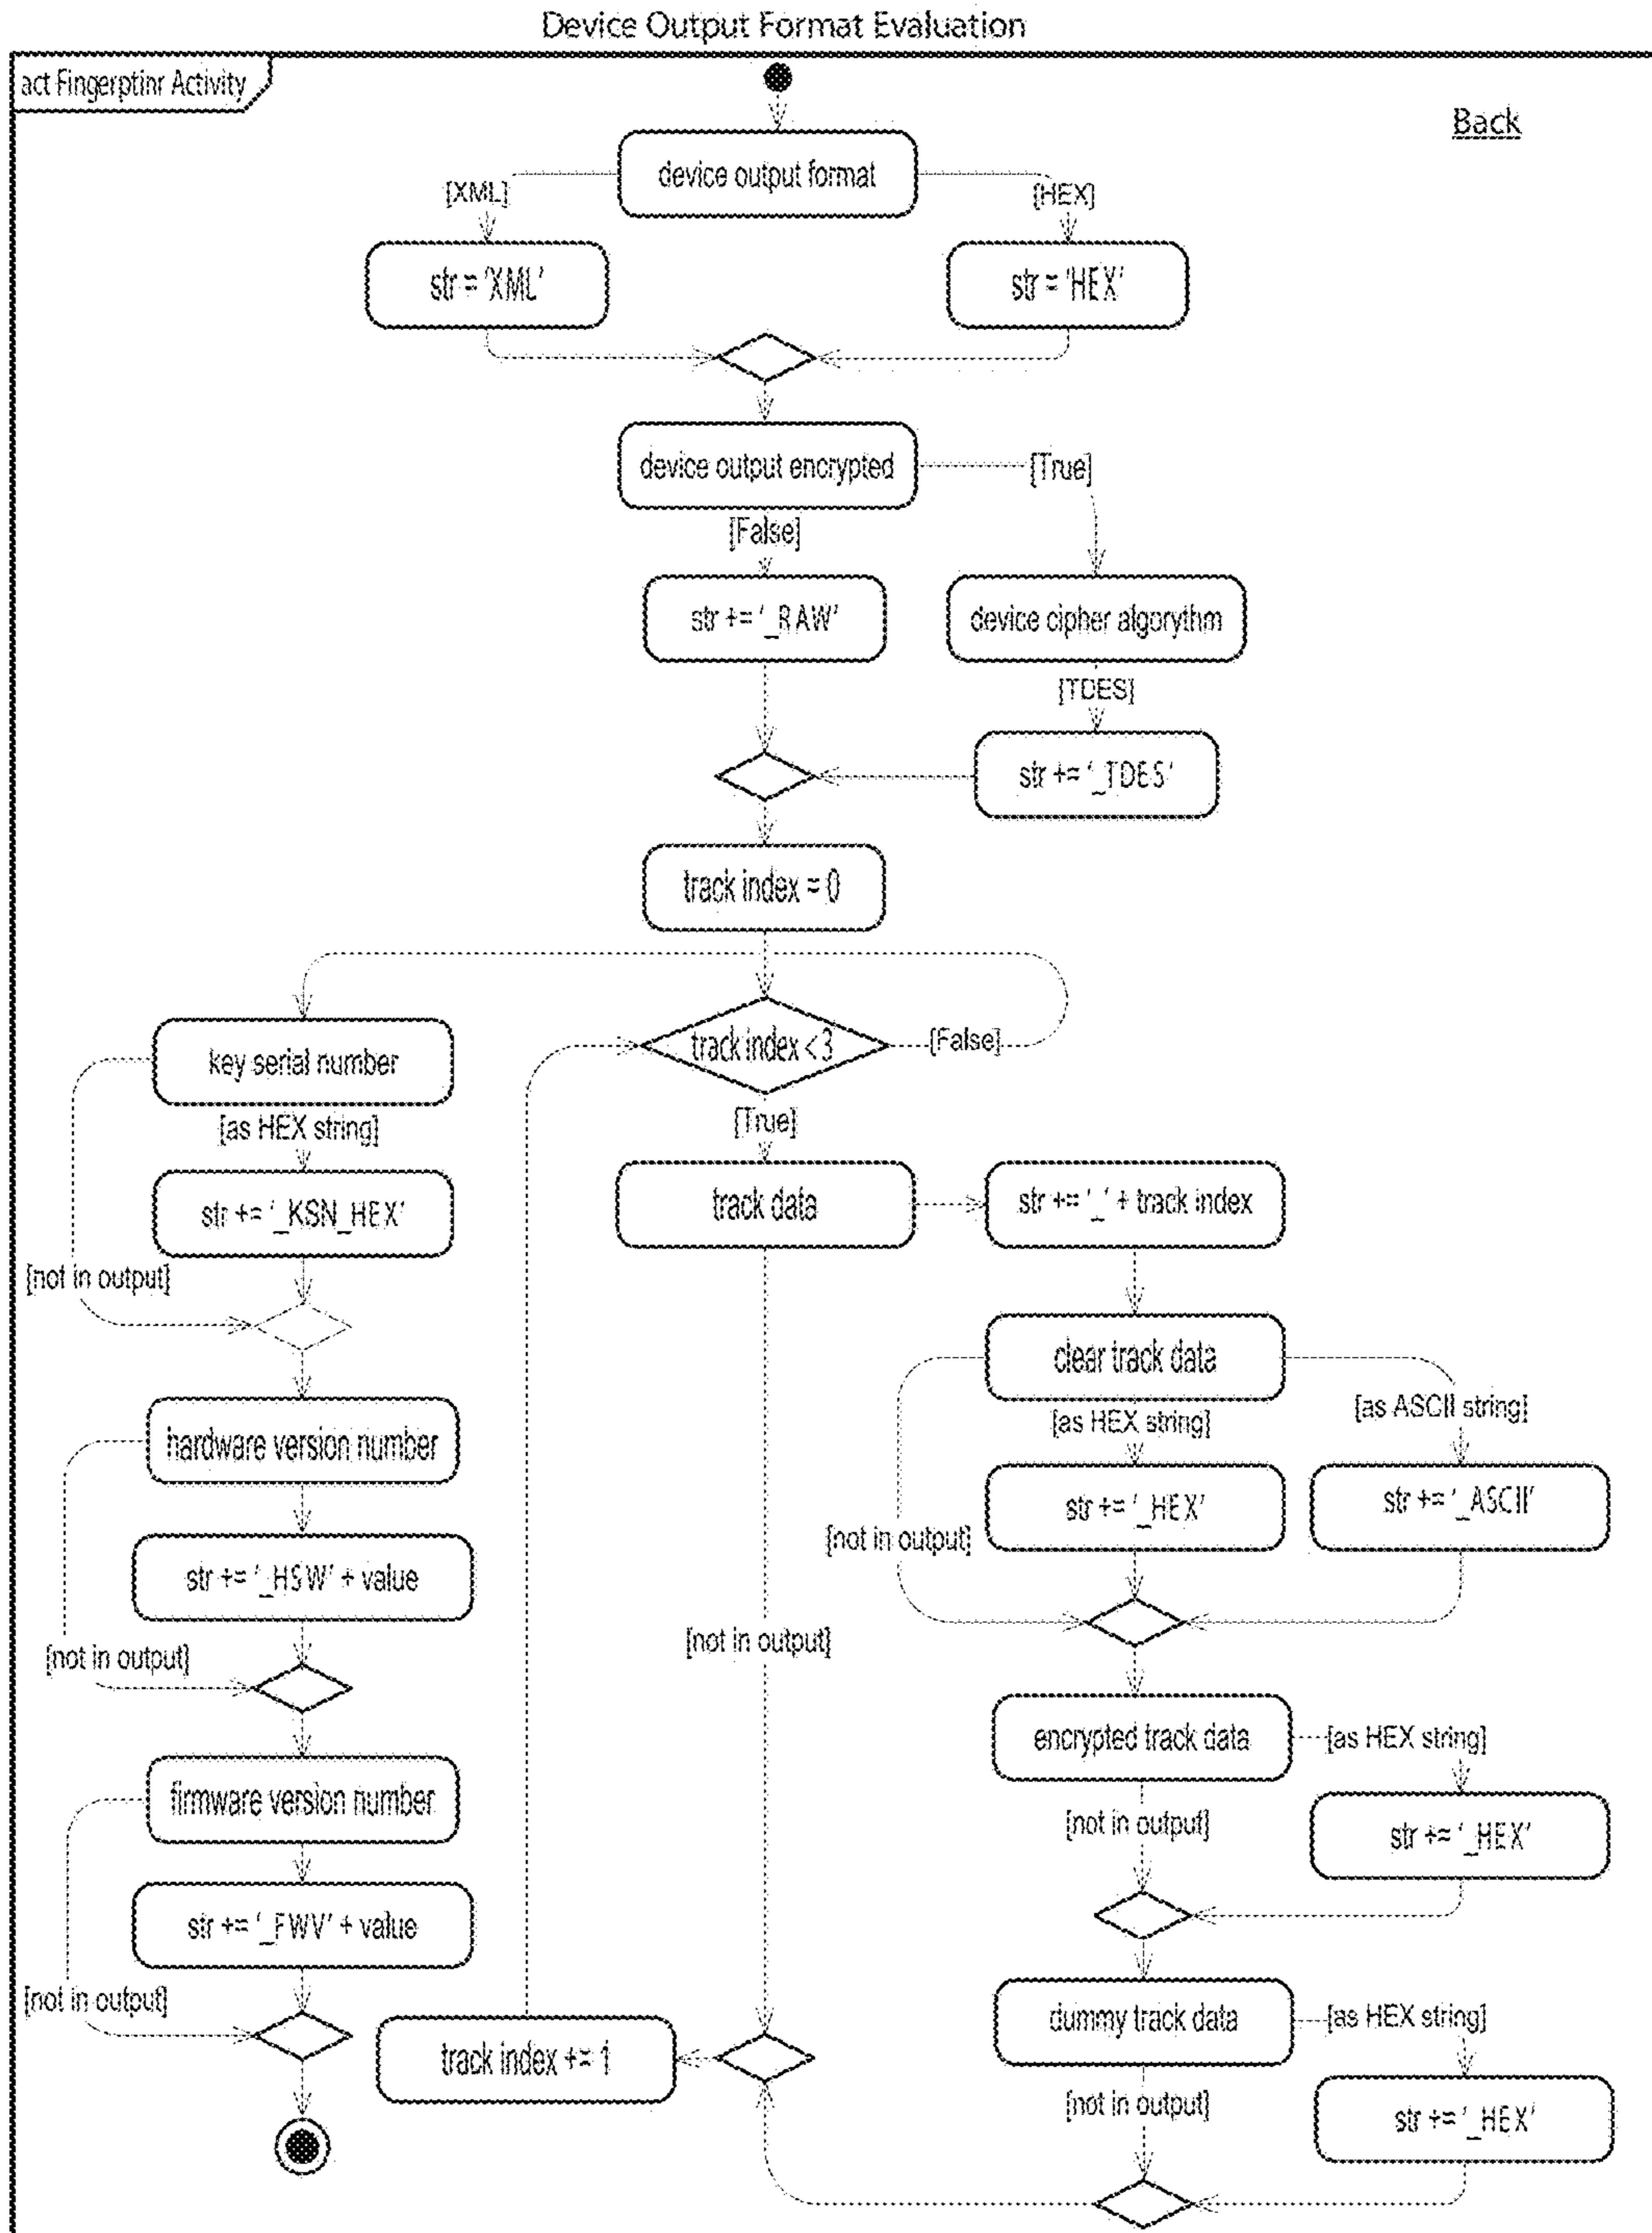 Device Output Format Evaluation
act Fingerptinr Activity
Back
device output format
[XML]
[HEX]
str = 'XML'
str = 'HEX'
device output encrypted
[True]
[False]
str += '_RAW'
device cipher algorythm
[TDES]
str += '_TDES'
track index = 0
track index < 3
[False]
key serial number
[as HEX string]
[True]
str += '_KSN_HEX'
track data
str += '_' + track index
[not in output]
clear track data
hardware version number
[as HEX string]
[as ASCII string]
str += '_HEX'
str += '_ASCII'
[not in output]
str += '_HSW' + value
[not in output]
[not in output]
encrypted track data
[as HEX string]
firmware version number
[not in output]
str += '_HEX'
str += '_FWV' + value
[not in output]
dummy track data
[as HEX string]
track index += 1
[not in output]
str += '_HEX'